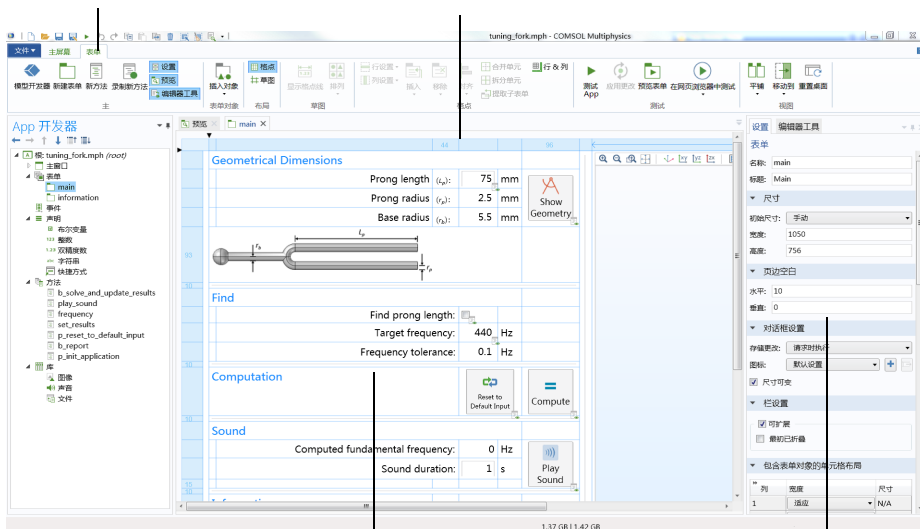 tuning_fork.mph - COMSOL Multiphysics
文件 主屏幕 表单
模型开发器 新建表单 新方法 录制新方法 设置 预览 编辑器工具
主
插入对象
表单对象
格点 草图
布局
显示格点线 排列
草图
行设置 列设置 插入 移除 对齐 合并单元 拆分单元 提取子表单 行 & 列
格点
测试 App 应用更改 预览表单 在网页浏览器中测试
测试
平铺 移动到 重置桌面
视图
App 开发器
根: tuning_fork.mph (root)
主窗口
表单
main
information
事件
声明
布尔变量
整数
双精度数
字符串
快捷方式
方法
b_solve_and_update_results
play_sound
frequency
set_results
p_reset_to_default_input
b_report
p_init_application
库
图像
声音
文件
预览 main
44 96
Geometrical Dimensions
Prong length (Lp): 75 mm
Prong radius (rp): 2.5 mm
Base radius (rb): 5.5 mm
Show Geometry
Lp
rb
rp
Find
Find prong length:
Target frequency: 440 Hz
Frequency tolerance: 0.1 Hz
Computation
Reset to Default Input
Compute
Sound
Computed fundamental frequency: 0 Hz
Sound duration: 1 s
Play Sound
设置 编辑器工具
表单
名称: main
标题: Main
尺寸
初始尺寸: 手动
宽度: 1050
高度: 756
页边空白
水平: 10
垂直: 0
对话框设置
存储更改: 请求时执行
图标: 默认设置
尺寸可变
栏设置
可扩展
最初已折叠
包含表单对象的单元格布局
列 宽度 尺寸
1 适应 N/A
1.37 GB | 1.42 GB